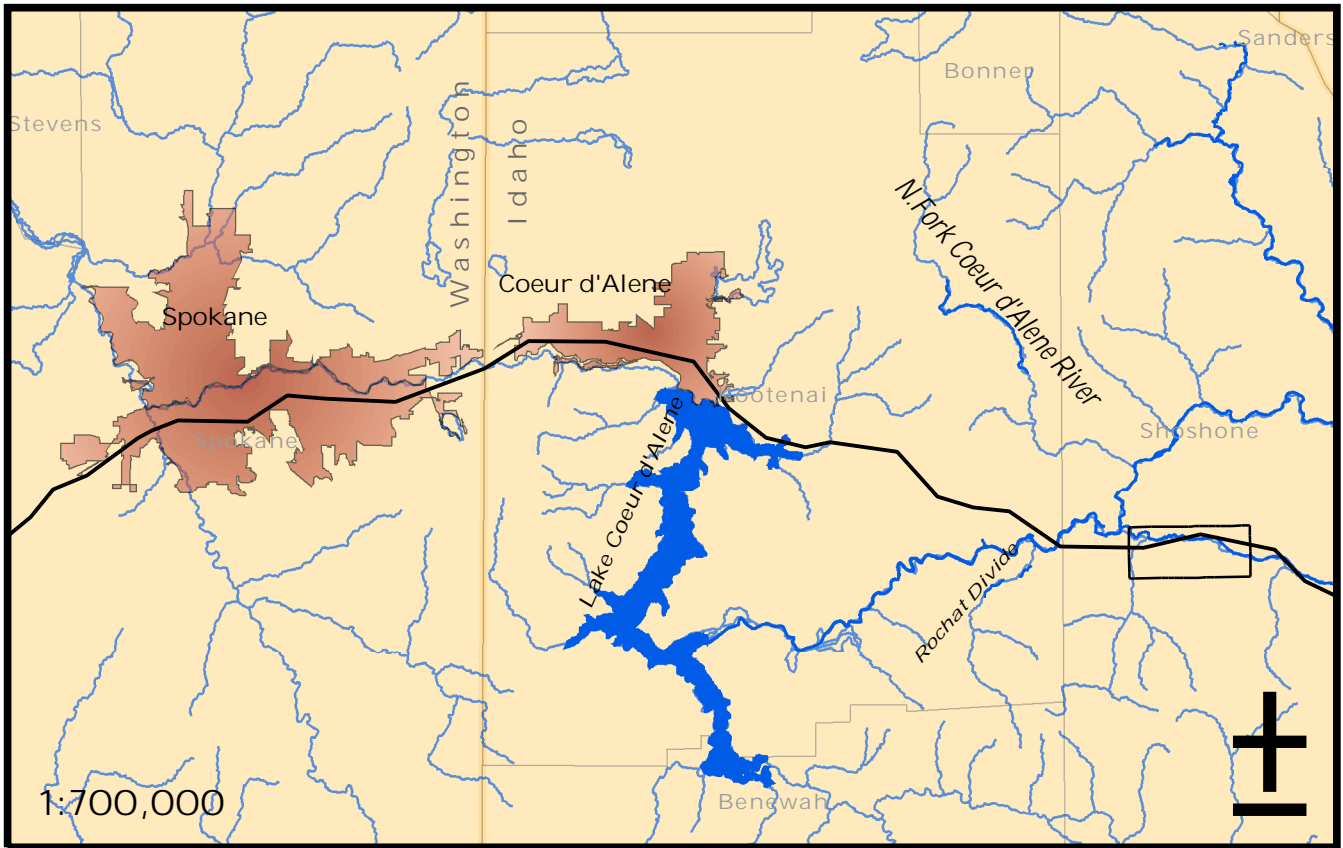 Sanders
Bonner
Stevens
Washington
Idaho
N.Fork Coeur d'Alene River
Coeur d'Alene
Spokane
Kootenai
Lake Coeur d'Alene
Spokane
Shoshone
Rochat Divide
1:700,000
Benewah